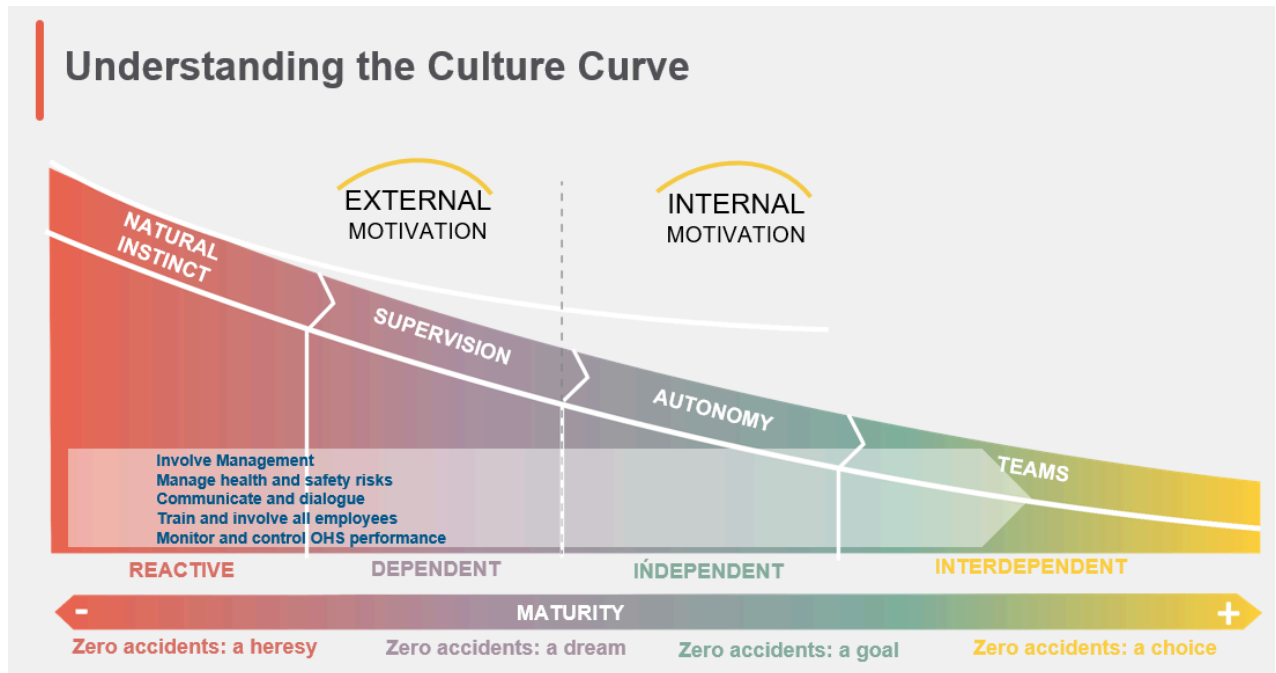 Understanding the Culture Curve
EXTERNAL
MOTIVATION
INTERNAL
MOTIVATION
NATURAL
INSTINCT
SUPERVISION
AUTONOMY
TEAMS
Involve Management
Manage health and safety risks
Communicate and dialogue
Train and involve all employees
Monitor and control OHS performance
REACTIVE
DEPENDENT
IŃDEPENDENT
INTERDEPENDENT
- MATURITY +
Zero accidents: a heresy
Zero accidents: a dream
Zero accidents: a goal
Zero accidents: a choice